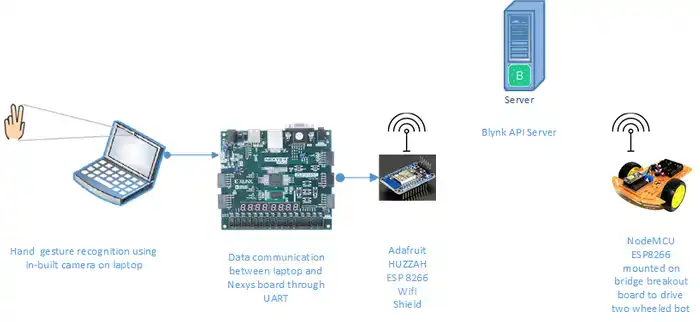 B
Server
Blynk API Server
Hand gesture recognition using
in-built camera on laptop
Data communication
between laptop and
Nexys board through
UART
Adafruit
HUZZAH
ESP 8266
Wifi
Shield
NodeMCU
ESP8266
mounted on
bridge breakout
board to drive
two wheeled bot